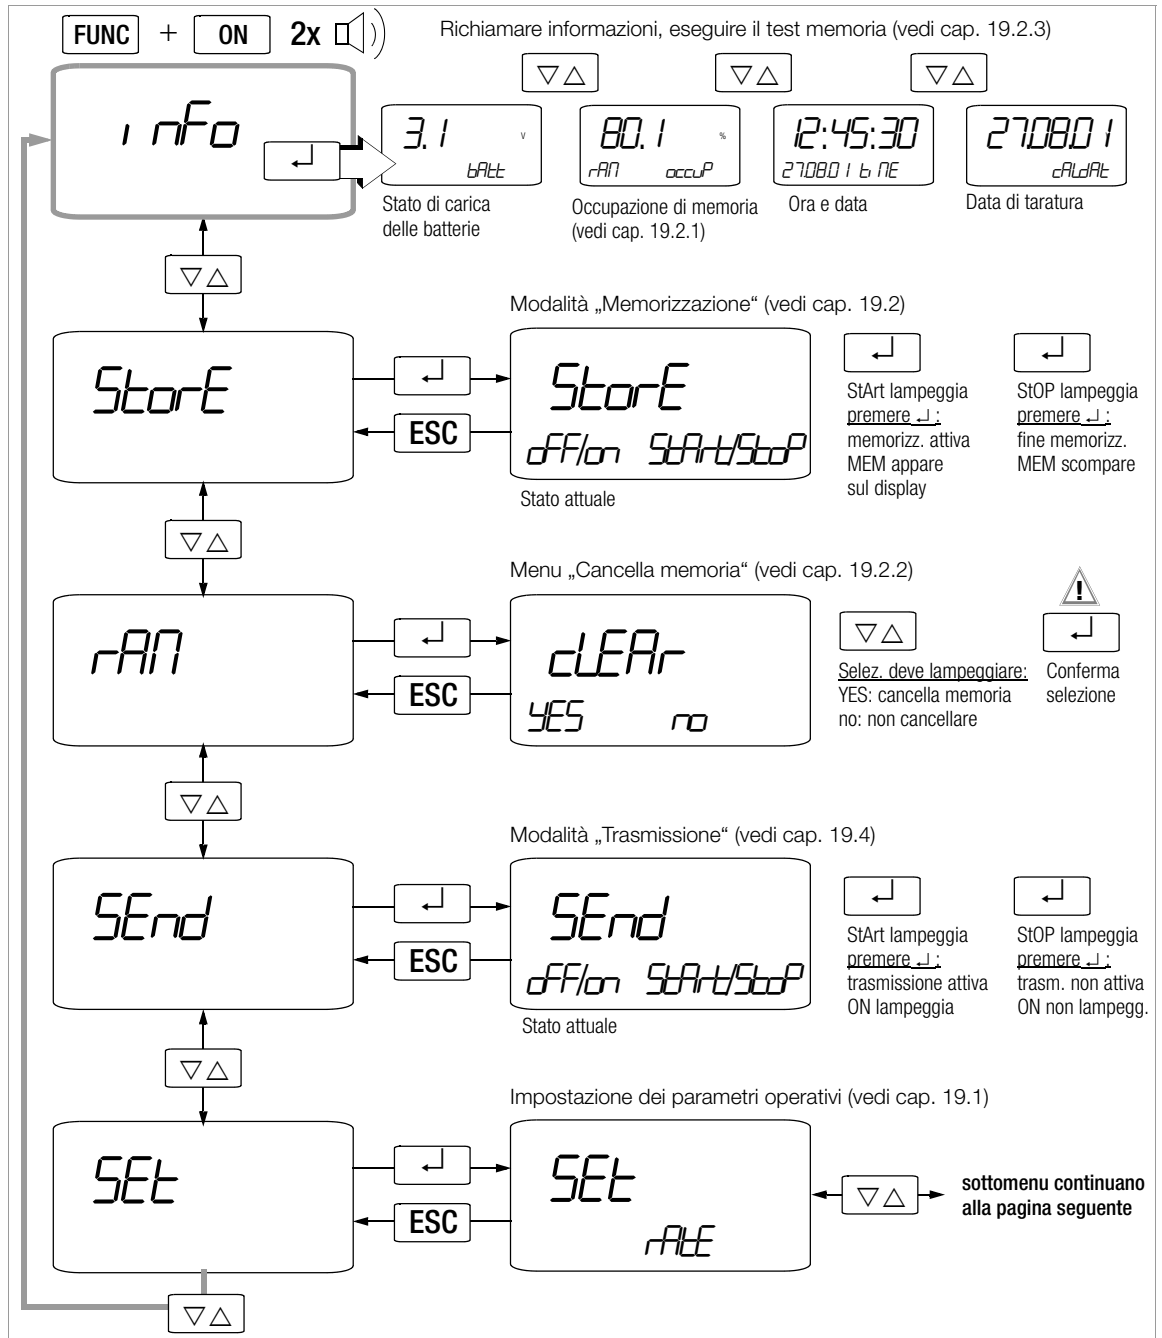 FUNC + ON 2x
Richiamare informazioni, eseguire il test memoria (vedi cap. 19.2.3)
▽△ ▽△ ▽△
inFo
↵
3.1 V
bAtt
Stato di carica
delle batterie
80.1 %
rAM occuP
Occupazione di memoria
(vedi cap. 19.2.1)
12:45:30
27.08.01 tiME
Ora e data
27.08.01
cALdAt
Data di taratura
▽△
Modalità „Memorizzazione“ (vedi cap. 19.2)
StorE
↵
ESC
StorE
oFF/on StArt/StoP
Stato attuale
↵
StArt lampeggia
premere ↵ :
memorizz. attiva
MEM appare
sul display
↵
StOP lampeggia
premere ↵ :
fine memorizz.
MEM scompare
▽△
Menu „Cancella memoria“ (vedi cap. 19.2.2)
rAM
↵
ESC
cLEAr
YES no
▽△
Selez. deve lampeggiare:
YES: cancella memoria
no: non cancellare
!
↵
Conferma
selezione
▽△
Modalità „Trasmissione“ (vedi cap. 19.4)
SEnd
↵
ESC
SEnd
oFF/on StArt/StoP
Stato attuale
↵
StArt lampeggia
premere ↵ :
trasmissione attiva
ON lampeggia
↵
StOP lampeggia
premere ↵ :
trasm. non attiva
ON non lampegg.
▽△
Impostazione dei parametri operativi (vedi cap. 19.1)
SEt
↵
ESC
SEt
rAtE
▽△
sottomenu continuano
alla pagina seguente
▽△